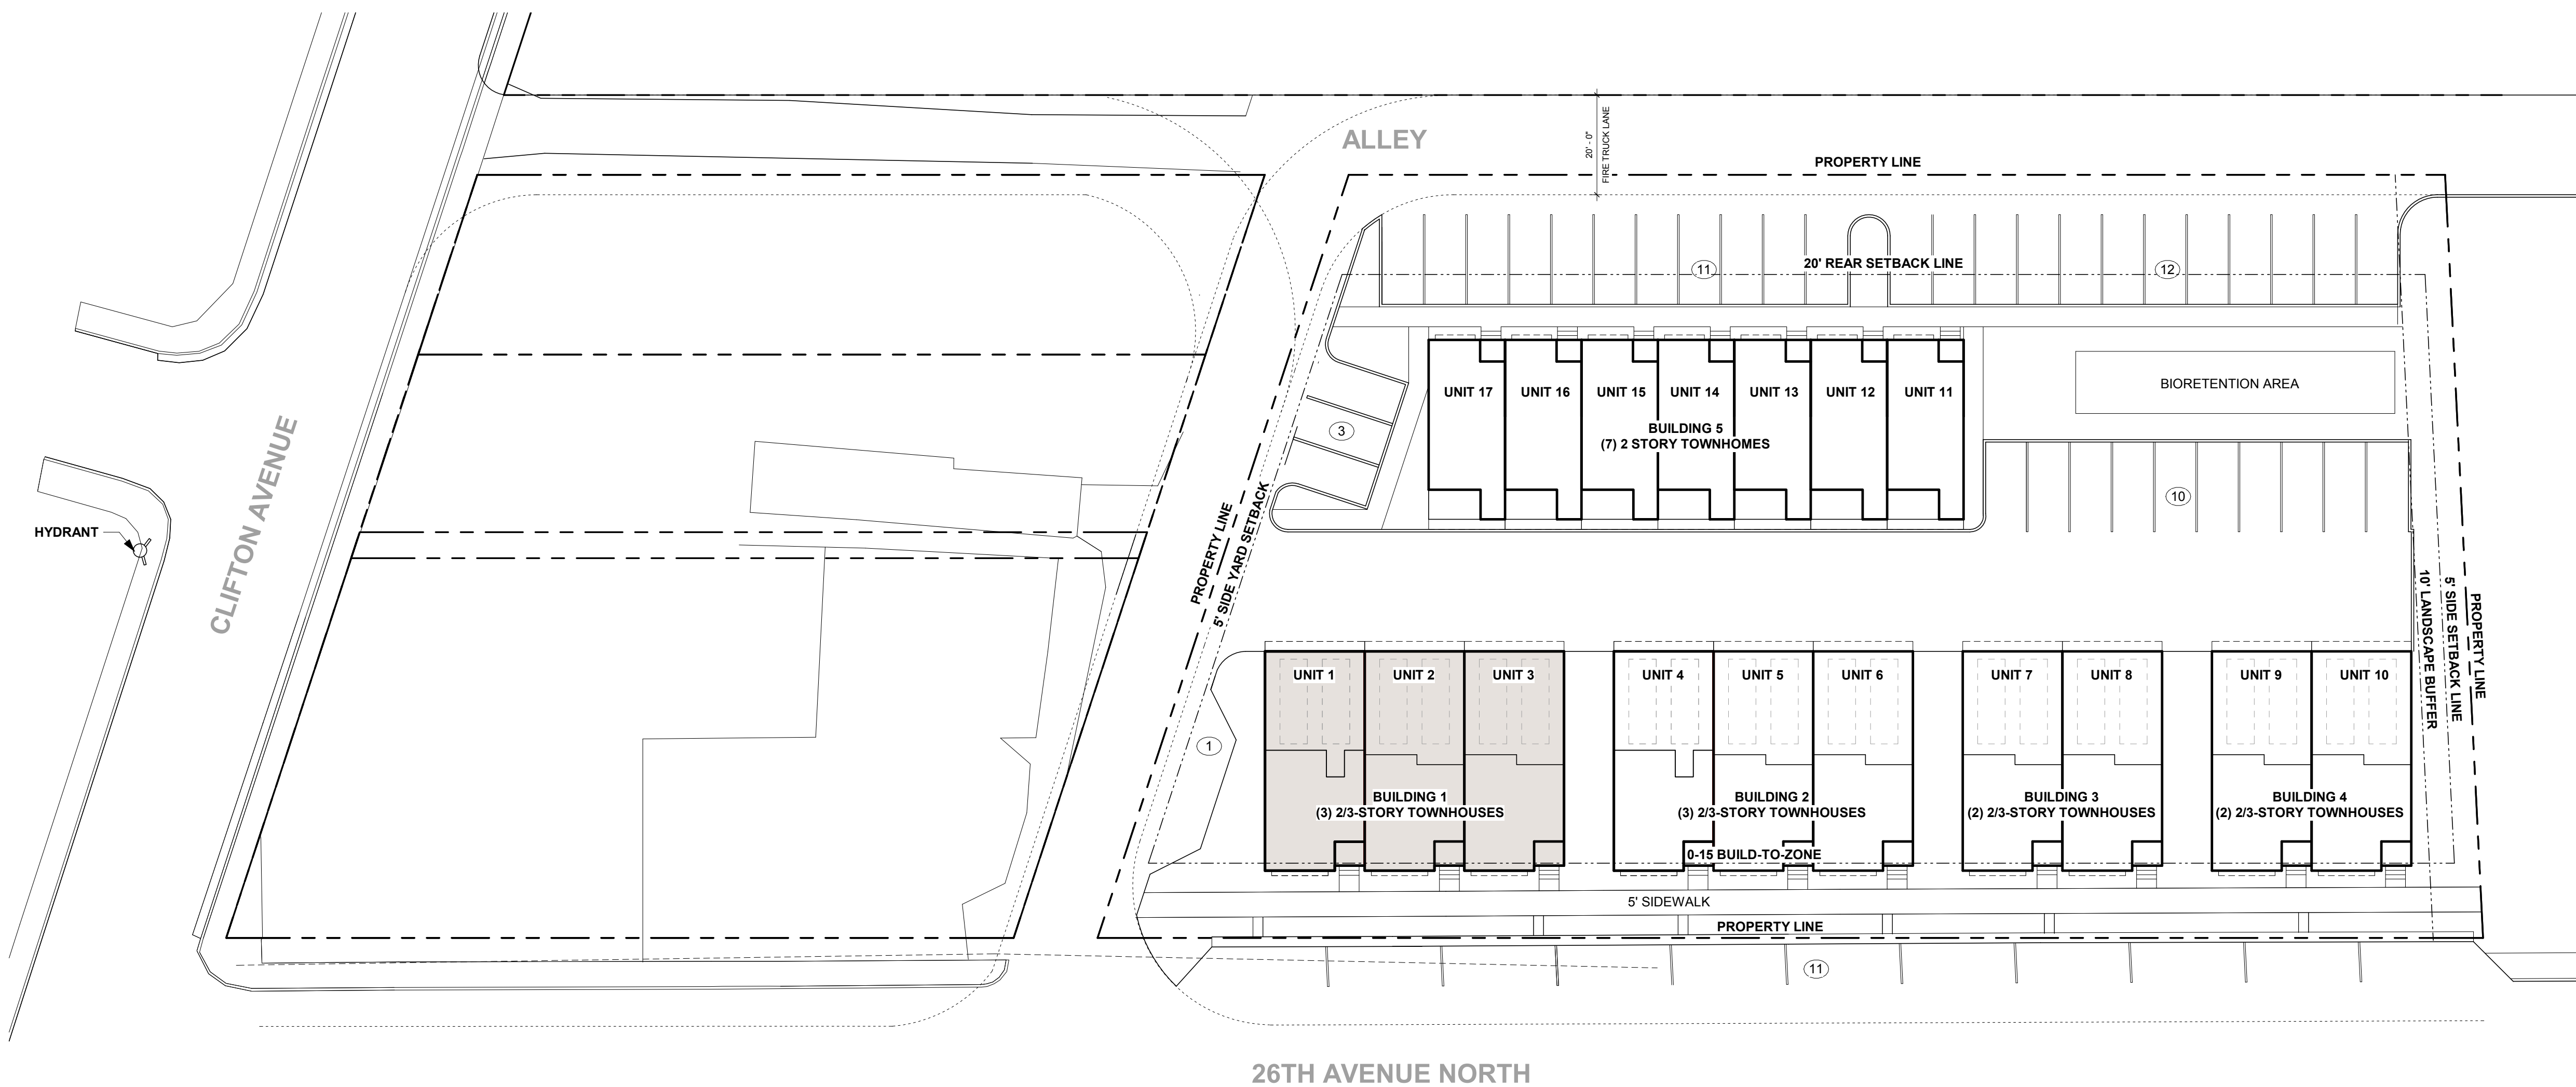 ALLEY
20' - 0"
FIRE TRUCK LANE
PROPERTY LINE
11
20' REAR SETBACK LINE
12
UNIT 17
UNIT 16
UNIT 15
UNIT 14
UNIT 13
UNIT 12
UNIT 11
BUILDING 5
(7) 2 STORY TOWNHOMES
BIORETENTION AREA
3
10
HYDRANT
CLIFTON AVENUE
PROPERTY LINE
5' SIDE YARD SETBACK
10' LANDSCAPE BUFFER
5' SIDE SETBACK LINE
PROPERTY LINE
UNIT 1
UNIT 2
UNIT 3
UNIT 4
UNIT 5
UNIT 6
UNIT 7
UNIT 8
UNIT 9
UNIT 10
1
BUILDING 1
(3) 2/3-STORY TOWNHOUSES
BUILDING 2
(3) 2/3-STORY TOWNHOUSES
BUILDING 3
(2) 2/3-STORY TOWNHOUSES
BUILDING 4
(2) 2/3-STORY TOWNHOUSES
0-15 BUILD-TO-ZONE
5' SIDEWALK
PROPERTY LINE
11
26TH AVENUE NORTH